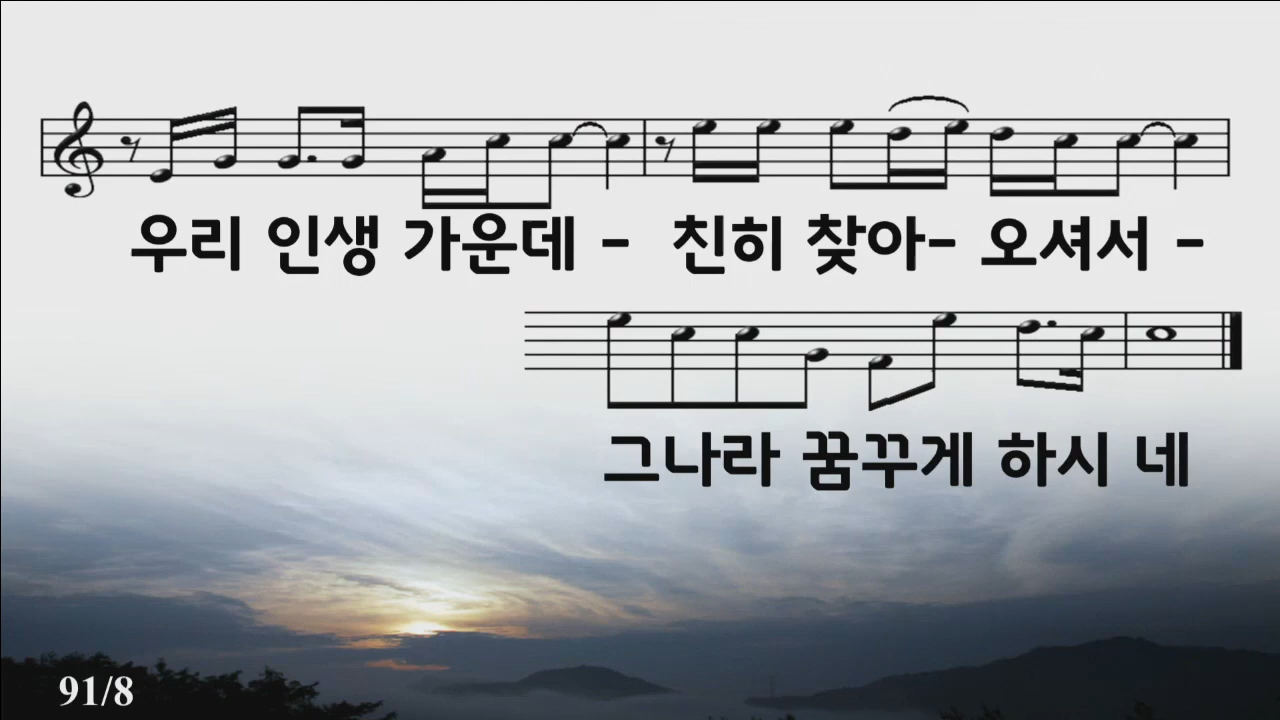 우리 인생 가운데 - 친히 찾아- 오셔서 -
그나라 꿈꾸게 하시 네
91/8